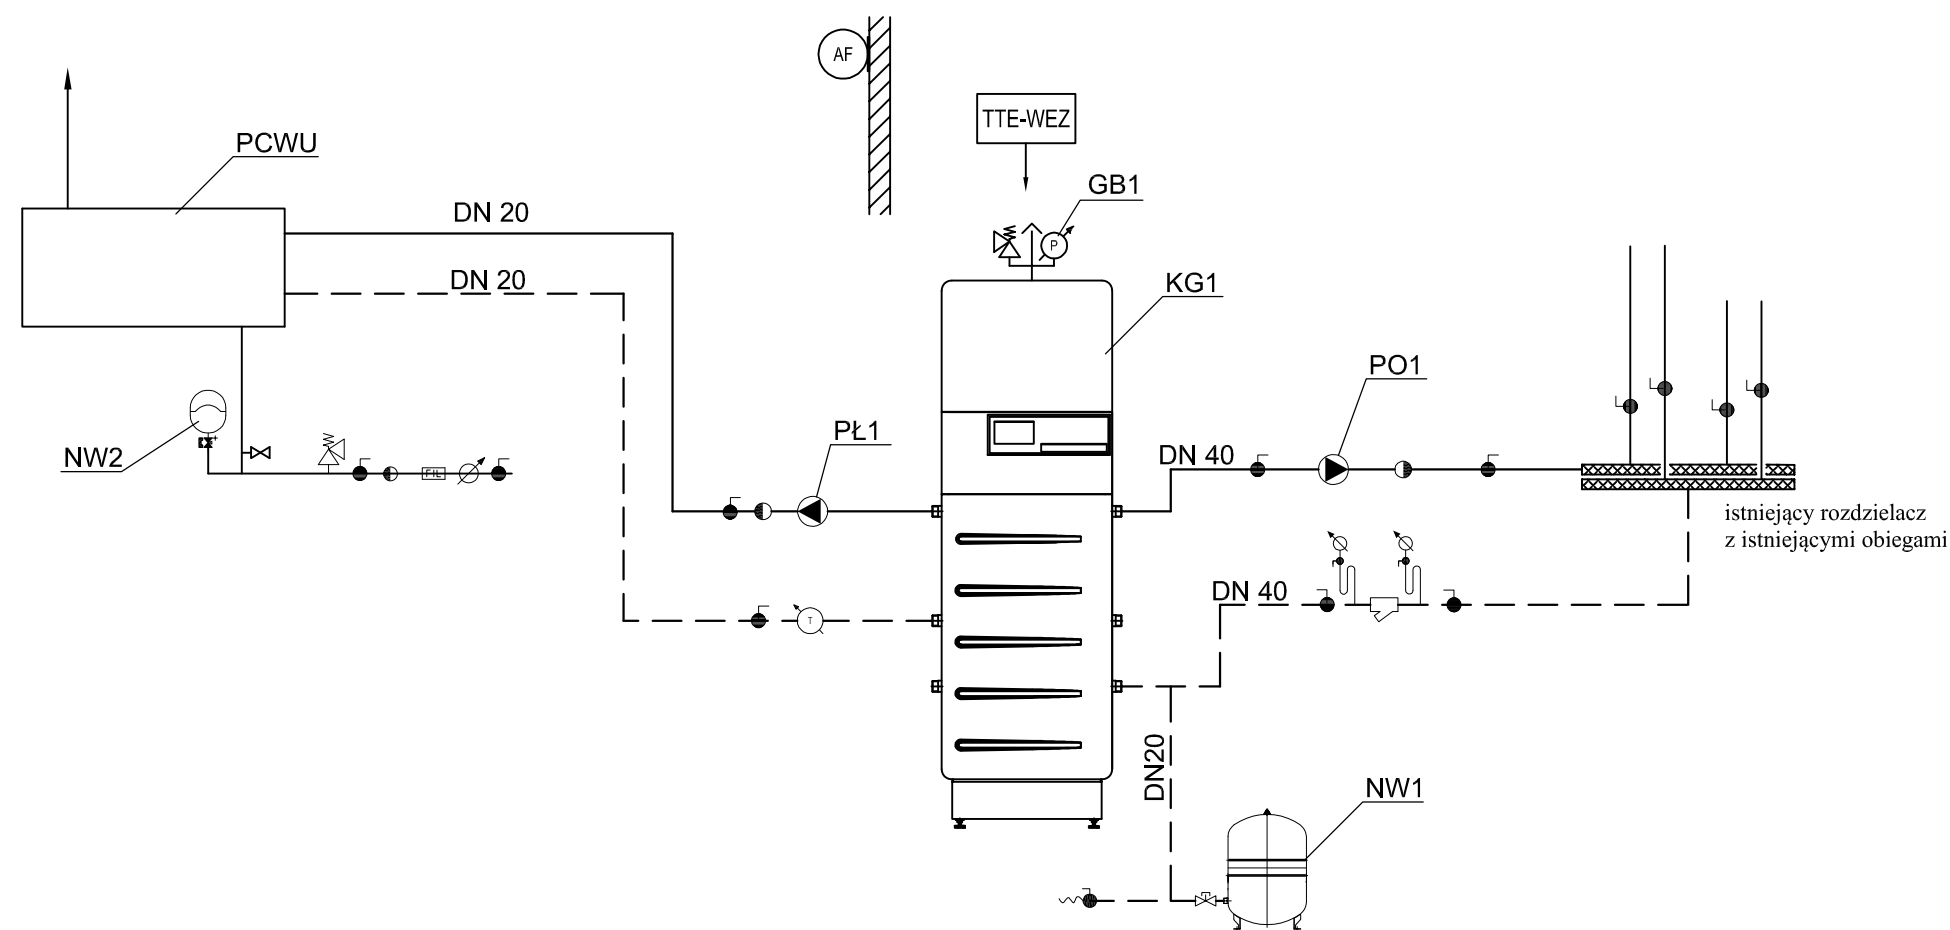 AF
TTE-WEZ
PCWU
GB1
DN 20
P
DN 20
KG1
PO1
PŁ1
NW2
DN 40
FIL
istniejący rozdzielacz
z istniejącymi obiegami
DN 40
T
DN20
NW1